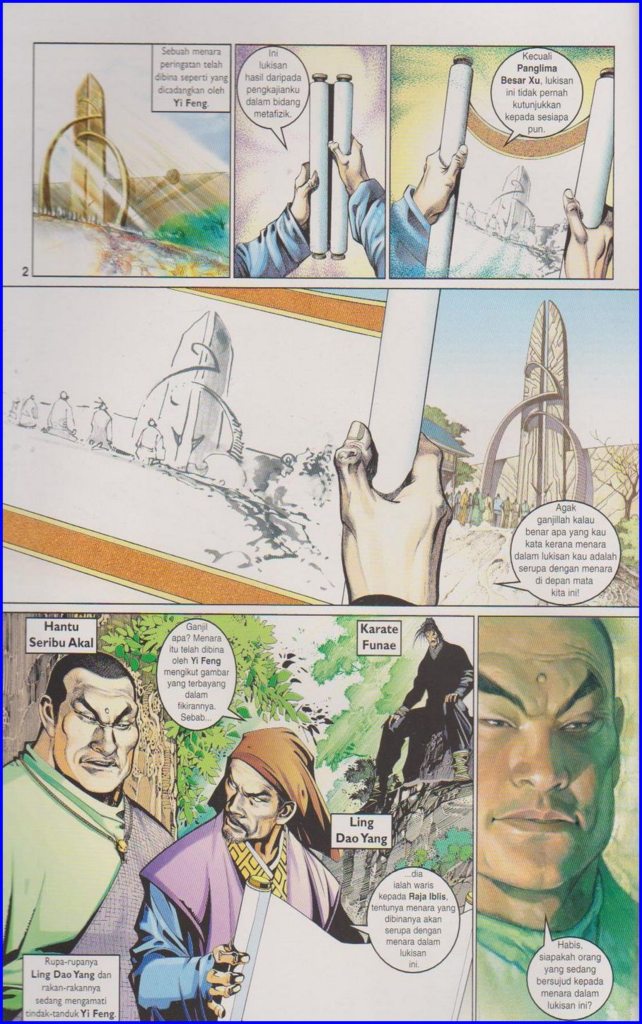 Sebuah menara
peringatan telah
dibina seperti yang
dicadangkan oleh
Yi Feng.
Ini
lukisan
hasil daripada
pengkajianku
dalam bidang
metafizik.
Kecuali
Panglima
Besar Xu, lukisan
ini tidak pernah
kutunjukkan
kepada sesiapa
pun.
2
Agak
ganjillah kalau
benar apa yang kau
kata kerana menara
dalam lukisan kau adalah
serupa dengan menara
di depan mata
kita ini!
Hantu
Seribu Akal
Ganjil
apa? Menara
itu telah dibina
oleh Yi Feng
mengikut gambar
yang terbayang
dalam
fikirannya.
Sebab...
Karate
Funae
Ling
Dao Yang
...dia
ialah waris
kepada Raja Iblis,
tentunya menara yang
dibinanya akan
serupa dengan
menara dalam
lukisan
ini.
Rupa-rupanya
Ling Dao Yang dan
rakan-rakannya
sedang mengamati
tindak-tanduk Yi Feng.
Habis,
siapakah orang
yang sedang
bersujud kepada
menara dalam
lukisan ini?